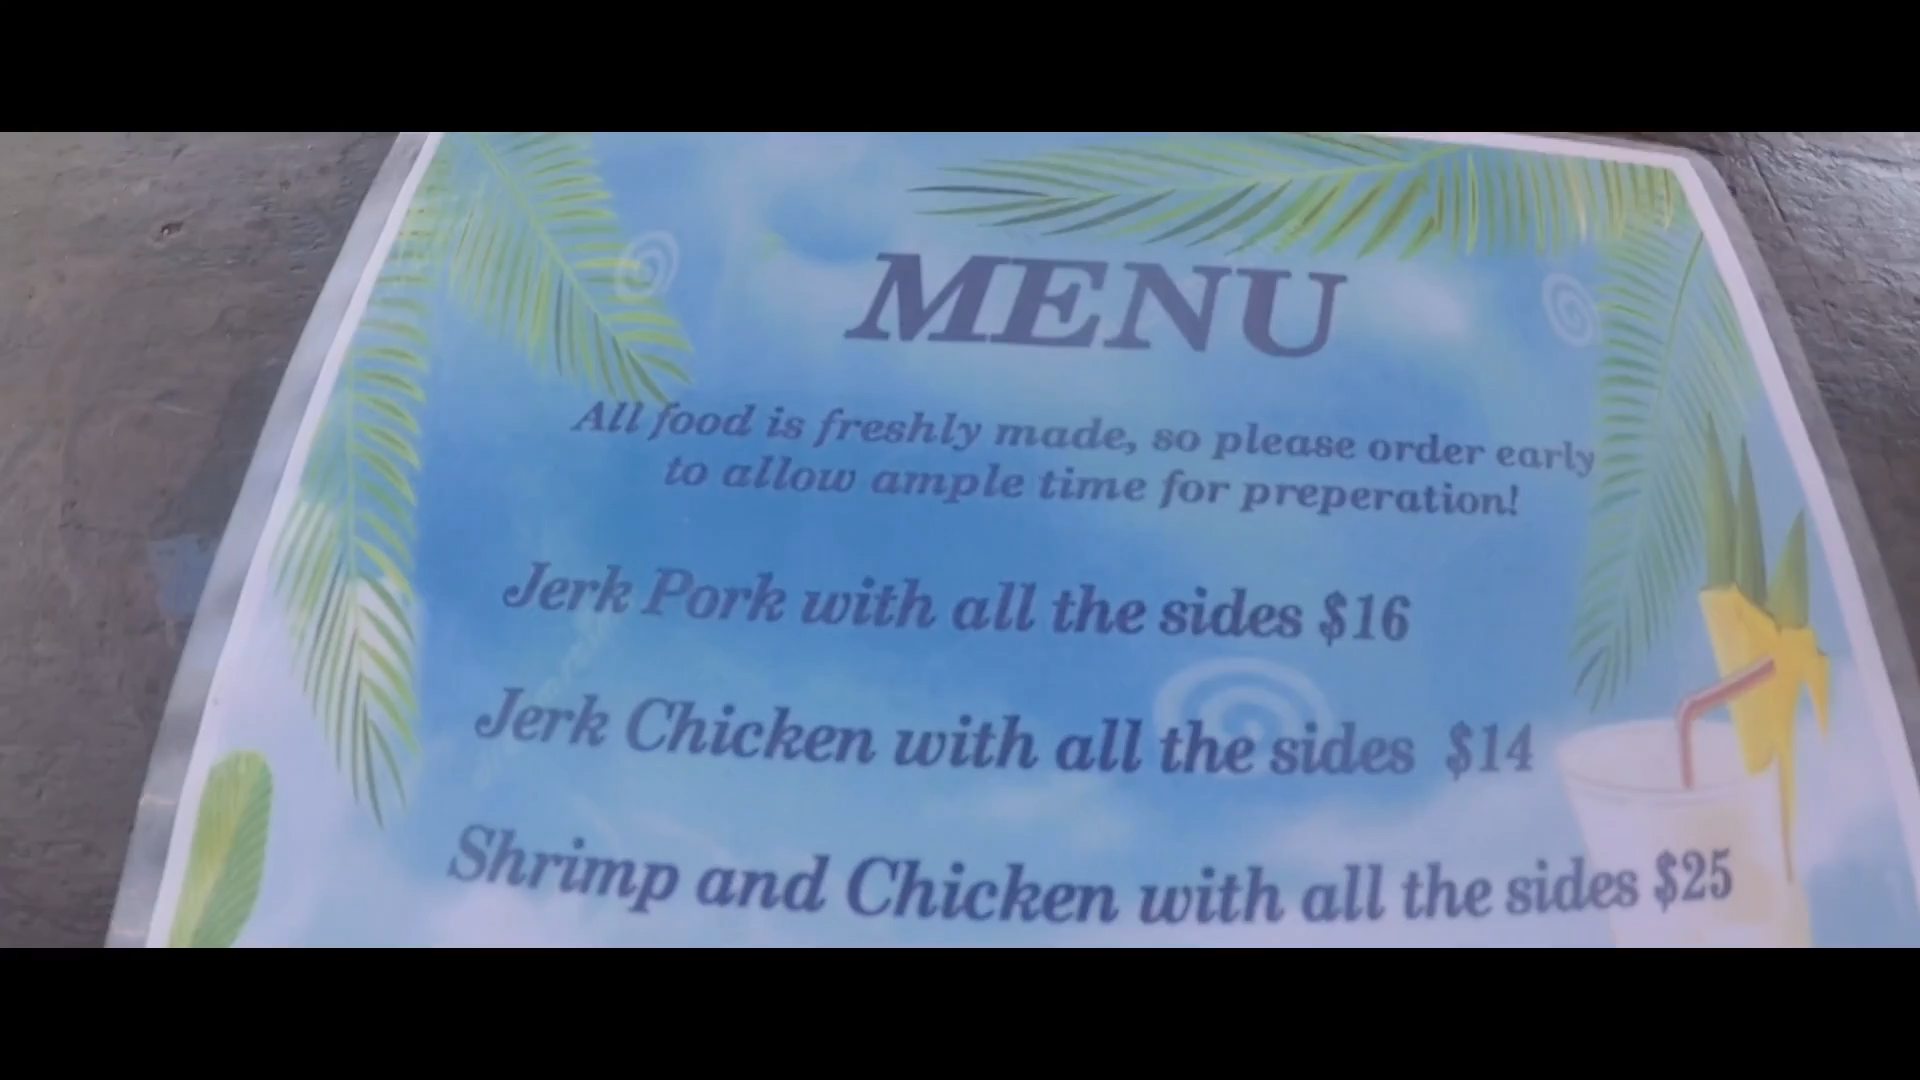 MENU
All food is freshly made, so please order early
to allow ample time for preperation!
Jerk Pork with all the sides $16
Jerk Chicken with all the sides $14
Shrimp and Chicken with all the sides $25